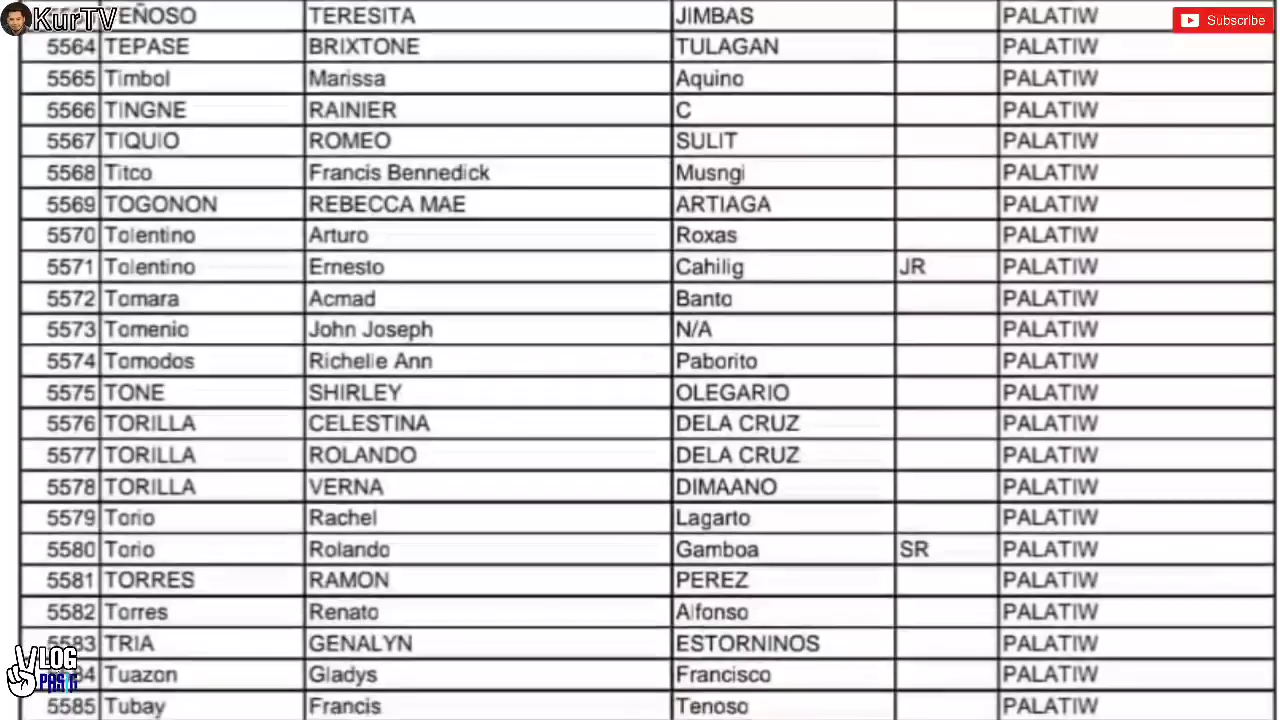 KurTV EÑOSO TERESITA JIMBAS PALATIW
Subscribe
5564 TEPASE BRIXTONE TULAGAN PALATIW
5565 Timbol Marissa Aquino PALATIW
5566 TINGNE RAINIER C PALATIW
5567 TIQUIO ROMEO SULIT PALATIW
5568 Titco Francis Bennedick Musngi PALATIW
5569 TOGONON REBECCA MAE ARTIAGA PALATIW
5570 Tolentino Arturo Roxas PALATIW
5571 Tolentino Ernesto Cahilig JR PALATIW
5572 Tomara Acmad Banto PALATIW
5573 Tomenio John Joseph N/A PALATIW
5574 Tomodos Richelle Ann Paborito PALATIW
5575 TONE SHIRLEY OLEGARIO PALATIW
5576 TORILLA CELESTINA DELA CRUZ PALATIW
5577 TORILLA ROLANDO DELA CRUZ PALATIW
5578 TORILLA VERNA DIMAANO PALATIW
5579 Torio Rachel Lagarto PALATIW
5580 Torio Rolando Gamboa SR PALATIW
5581 TORRES RAMON PEREZ PALATIW
5582 Torres Renato Alfonso PALATIW
5583 TRIA GENALYN ESTORNINOS PALATIW
VLOG
84 Tuazon Gladys Francisco PALATIW
PASIG
5585 Tubay Francis Tenoso PALATIW